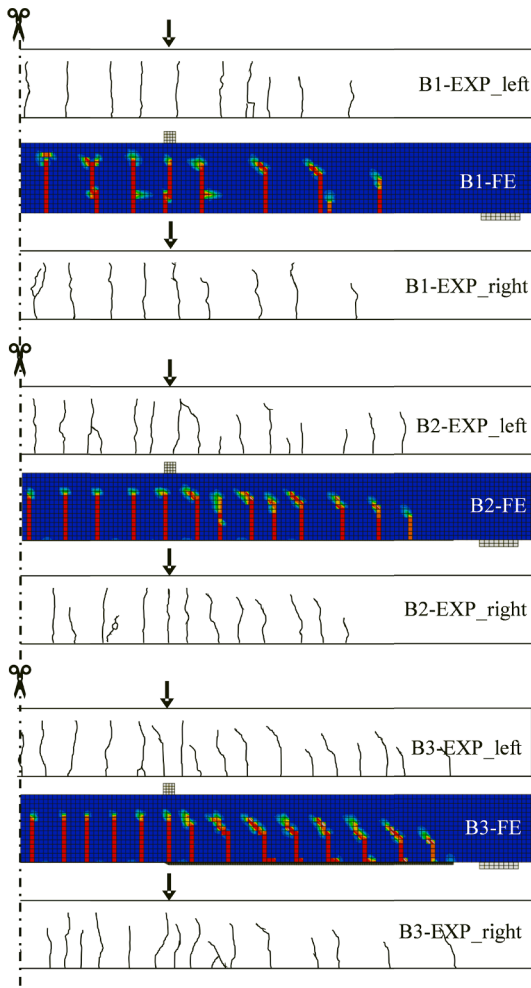 B1-EXP_left
B1-FE
B1-EXP_right
B2-EXP_left
B2-FE
B2-EXP_right
B3-EXP_left
B3-FE
B3-EXP_right